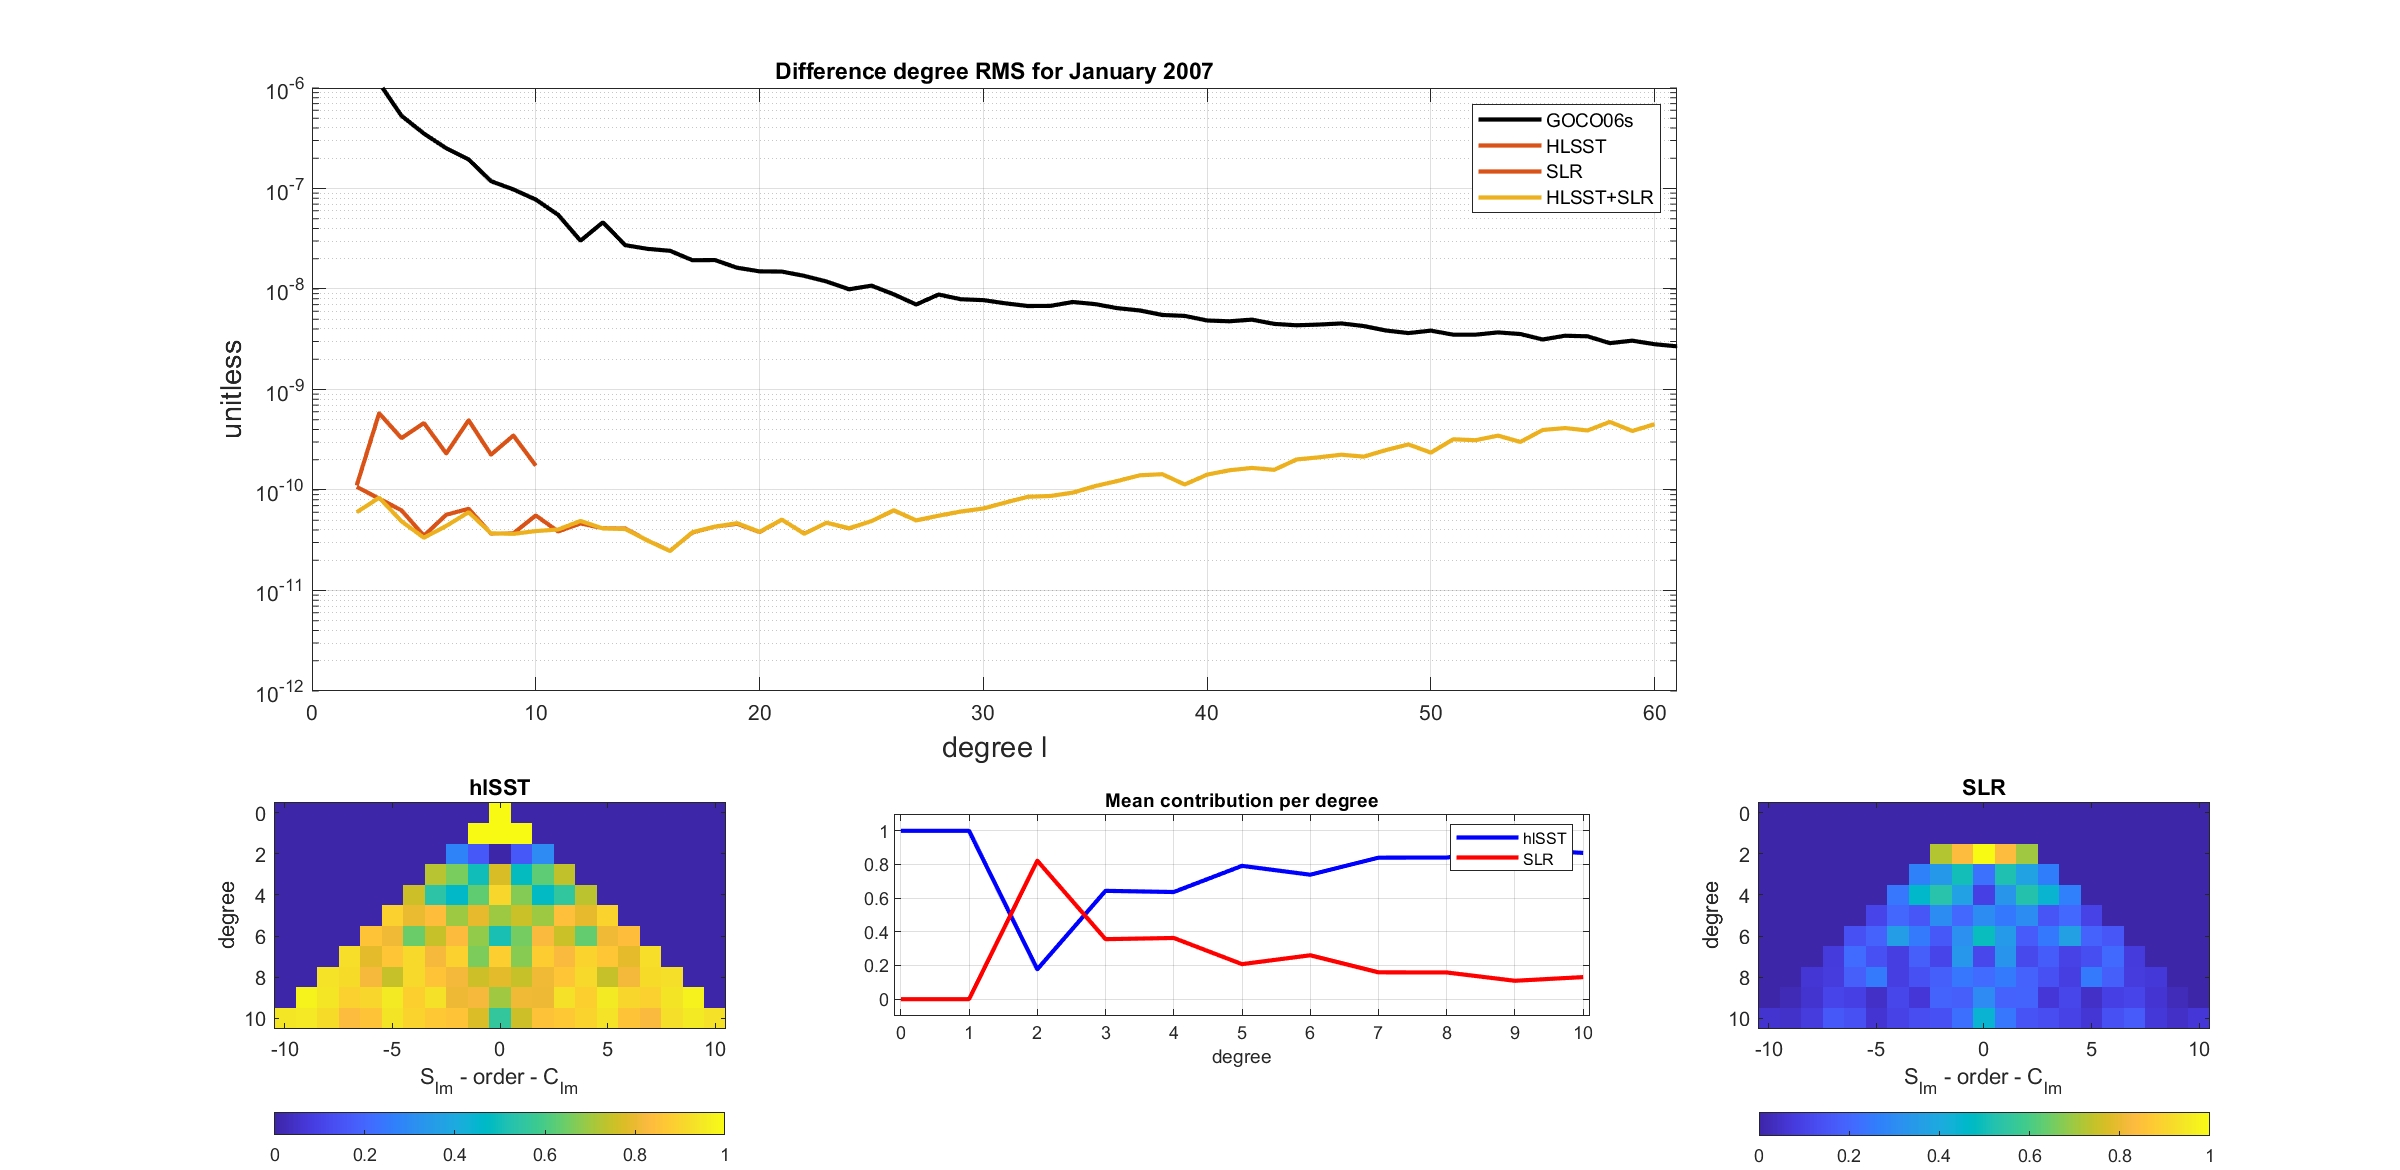 Difference degree RMS for January 2007
10-6
10-7
10-8
10-9
10-10
10-11
10-12
unitless
GOCO06s
HLSST
SLR
HLSST+SLR
0 10 20 30 40 50 60
degree l
hlSST
0
2
4
6
8
10
degree
-10 -5 0 5 10
Slm - order - Clm
0 0.2 0.4 0.6 0.8 1
Mean contribution per degree
1
0.8
0.6
0.4
0.2
0
hlSST
SLR
0 1 2 3 4 5 6 7 8 9 10
degree
SLR
0
2
4
6
8
10
degree
-10 -5 0 5 10
Slm - order - Clm
0 0.2 0.4 0.6 0.8 1